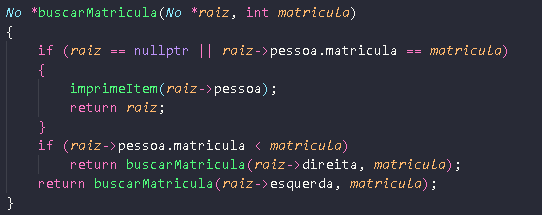 No *buscarMatricula(No *raiz, int matricula)
{
    if (raiz == nullptr || raiz->pessoa.matricula == matricula)
    {
        imprimeItem(raiz->pessoa);
        return raiz;
    }
    if (raiz->pessoa.matricula < matricula)
        return buscarMatricula(raiz->direita, matricula);
    return buscarMatricula(raiz->esquerda, matricula);
}